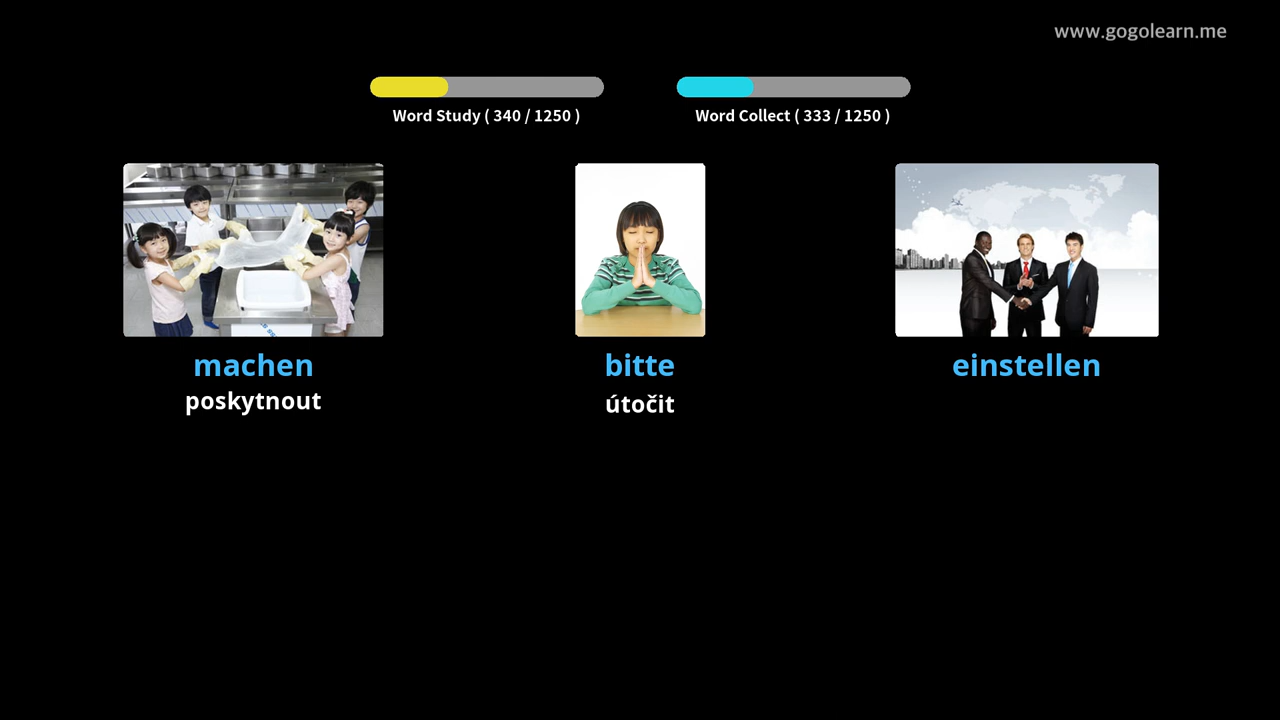 www.gogolearn.me
Word Study ( 340 / 1250 )
Word Collect ( 333 / 1250 )
machen
poskytnout
bitte
útočit
einstellen